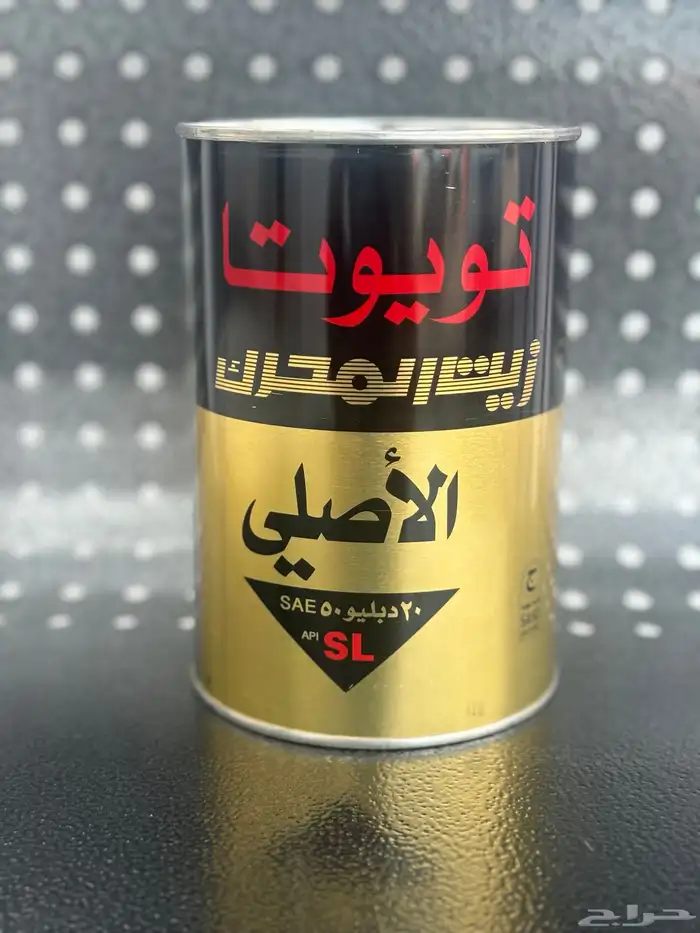 تويوتا
زيت المحرك
الأصلي
SAE ٢٠ دبليو ٥٠
API SL
حراج